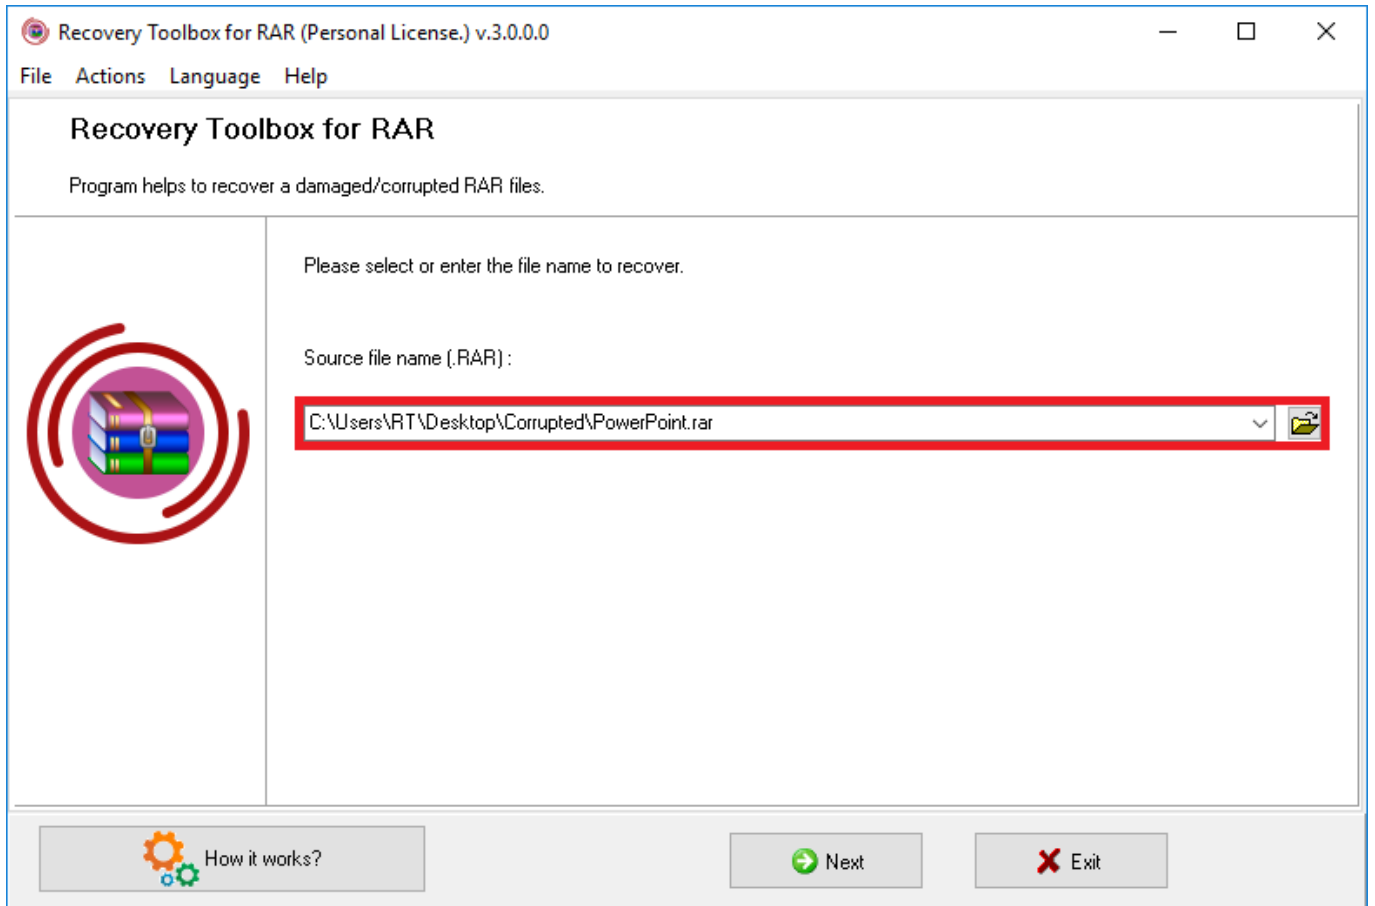 Recovery Toolbox for RAR (Personal License.) v.3.0.0.0
File Actions Language Help
Recovery Toolbox for RAR
Program helps to recover a damaged/corrupted RAR files.
Please select or enter the file name to recover.
Source file name (.RAR) :
C:\Users\RT\Desktop\Corrupted\PowerPoint.rar
How it works?
Next
Exit